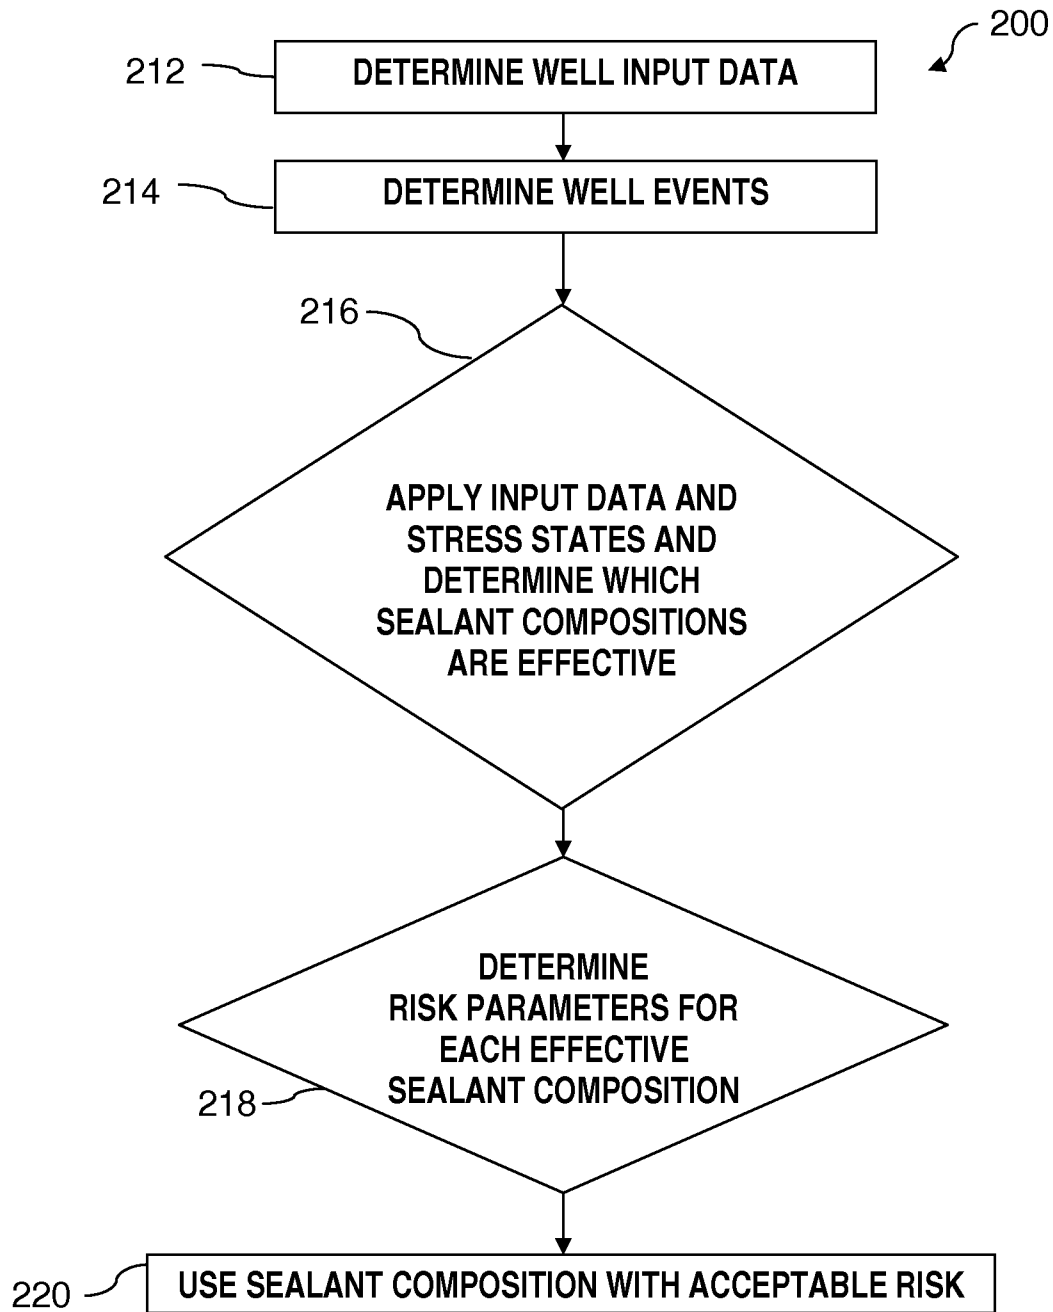 200
212
DETERMINE WELL INPUT DATA
214
DETERMINE WELL EVENTS
216
APPLY INPUT DATA AND
STRESS STATES AND
DETERMINE WHICH
SEALANT COMPOSITIONS
ARE EFFECTIVE
DETERMINE
RISK PARAMETERS FOR
EACH EFFECTIVE
SEALANT COMPOSITION
218
220
USE SEALANT COMPOSITION WITH ACCEPTABLE RISK